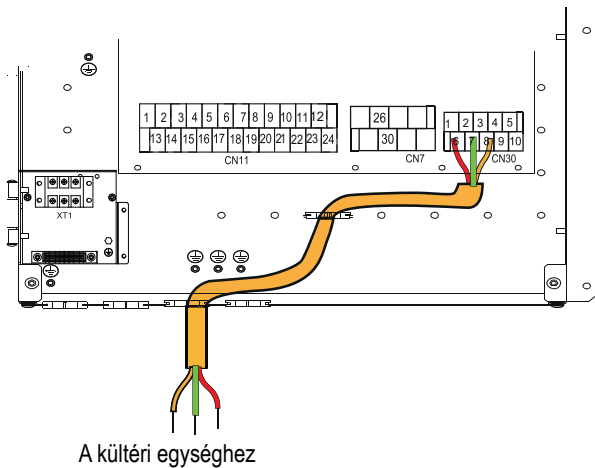 1 2 3 4 5 6 7 8 9 10 11 12
13 14 15 16 17 18 19 20 21 22 23 24
CN11
26
30
CN7
1 2 3 4 5
6 7 8 9 10
CN30
XT1
A kültéri egységhez